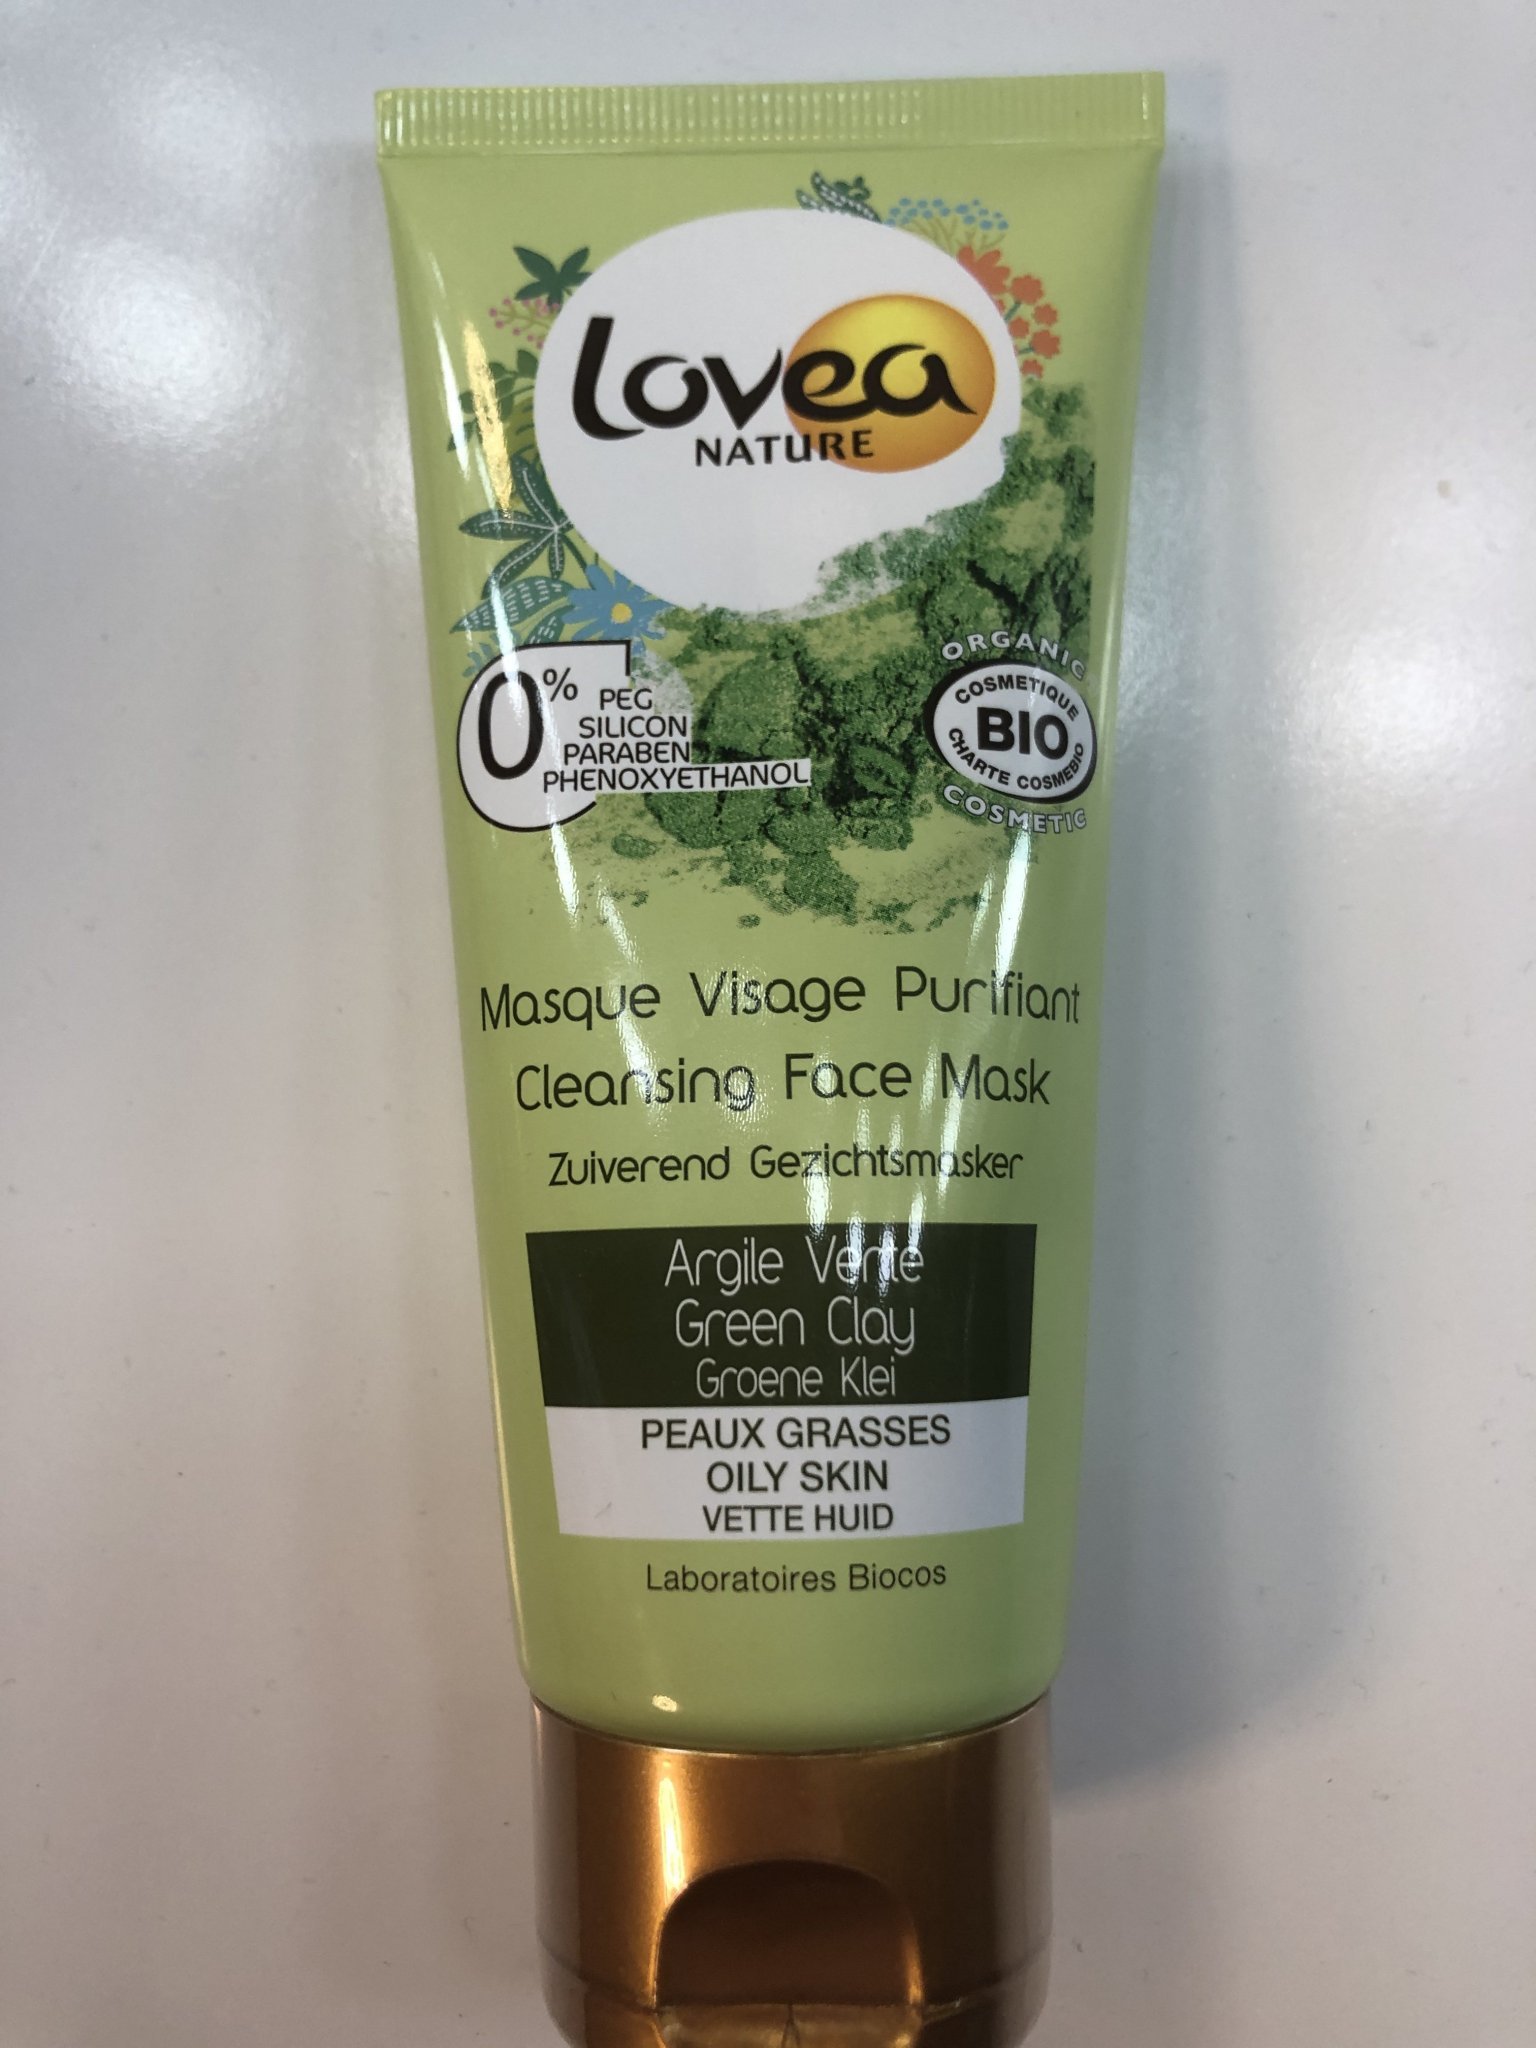 lovea
NATURE
0%
PEG
SILICON
PARABEN
PHENOXYETHANOL
ORGANIC
COSMETIQUE
BIO
CHARTE COSMEBIO
COSMETIC
Masque Visage Purifiant
Cleansing Face Mask
Zuiverend Gezichtsmasker
Argile Verte
Green Clay
Groene Klei
PEAUX GRASSES
OILY SKIN
VETTE HUID
Laboratoires Biocos